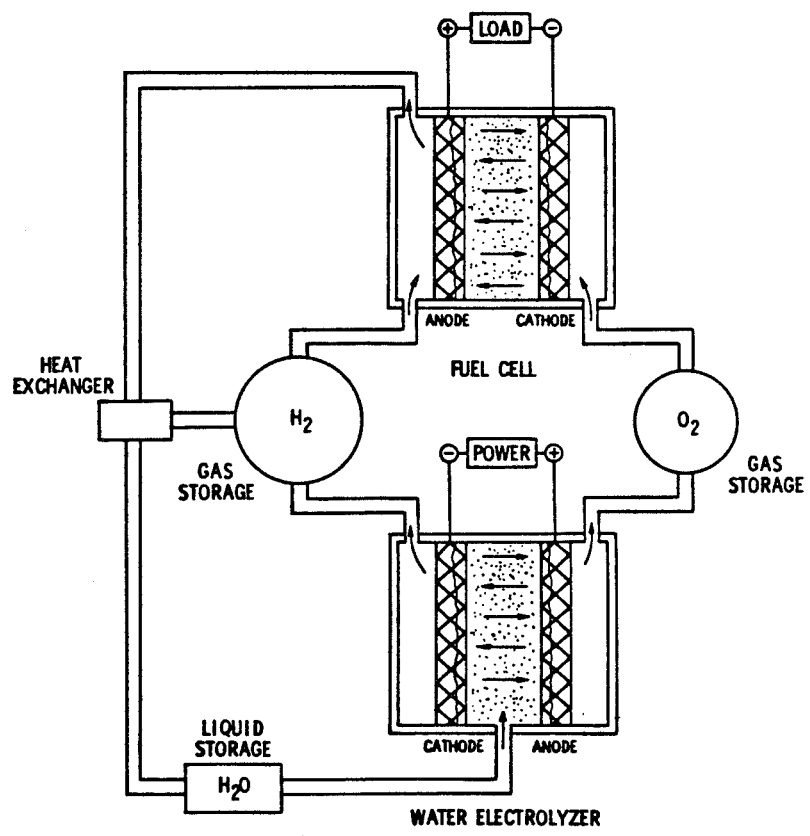 ⊕ LOAD ⊖
ANODE CATHODE
FUEL CELL
HEAT
EXCHANGER
H₂
O₂
GAS
STORAGE
GAS
STORAGE
⊖ POWER ⊕
CATHODE ANODE
LIQUID
STORAGE
H₂O
WATER ELECTROLYZER